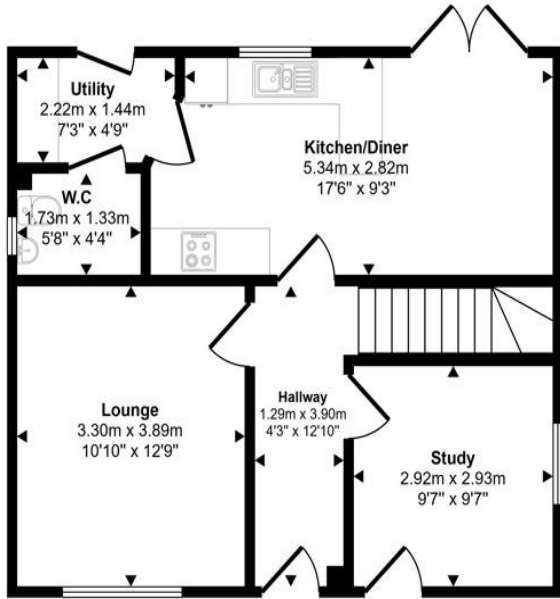 Utility
2.22m x 1.44m
7'3" x 4'9"
Kitchen/Diner
5.34m x 2.82m
17'6" x 9'3"
W.C
1.73m x 1.33m
5'8" x 4'4"
Lounge
3.30m x 3.89m
10'10" x 12'9"
Hallway
1.29m x 3.90m
4'3" x 12'10"
Study
2.92m x 2.93m
9'7" x 9'7"